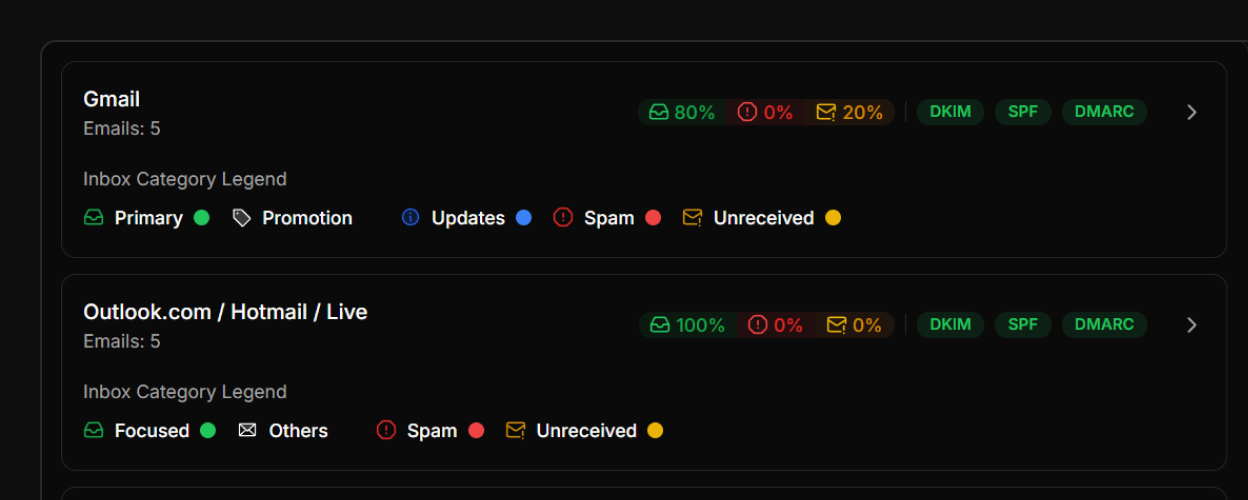 Gmail
Emails: 5
80% 0% 20% DKIM SPF DMARC
Inbox Category Legend
Primary Promotion Updates Spam Unreceived
Outlook.com / Hotmail / Live
Emails: 5
100% 0% 0% DKIM SPF DMARC
Inbox Category Legend
Focused Others Spam Unreceived